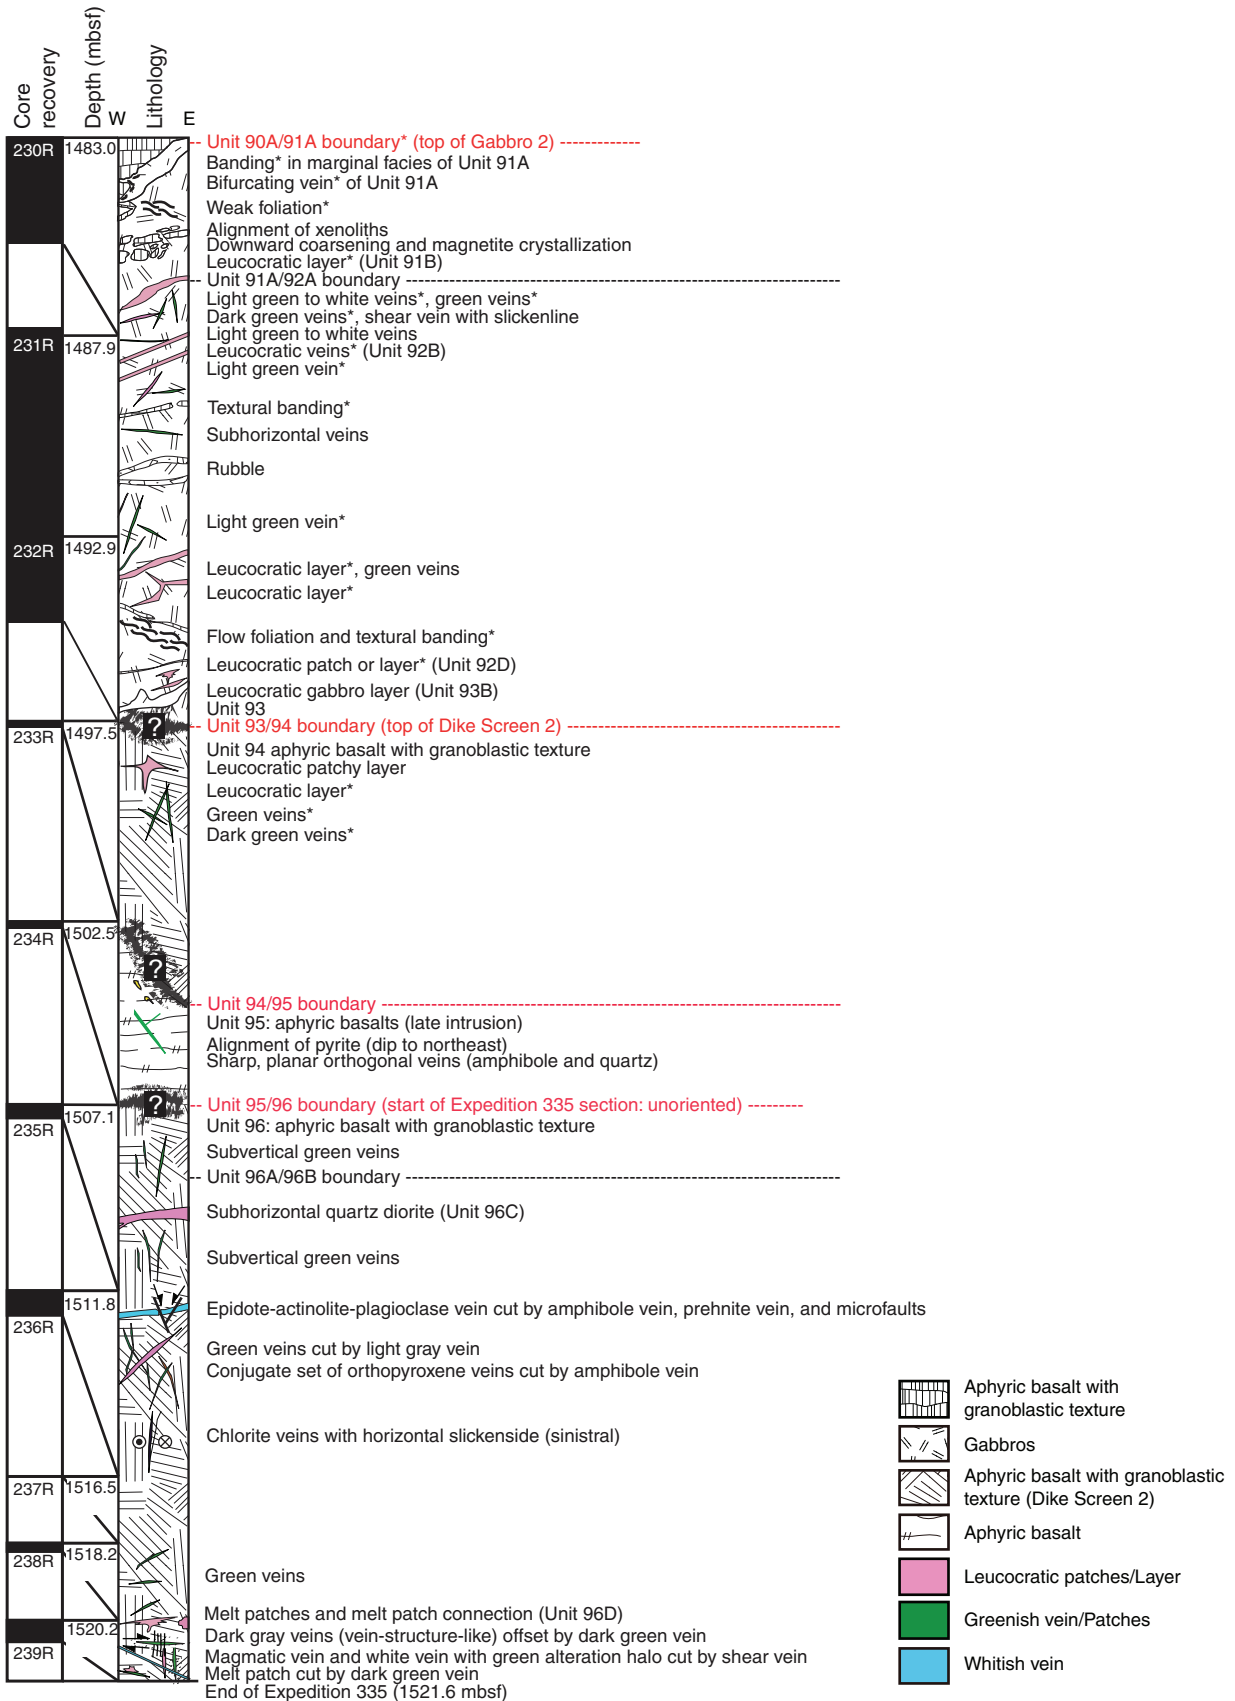 Core recovery
Depth (mbsf)
Lithology
W E
230R 1483.0
-- Unit 90A/91A boundary* (top of Gabbro 2) -------------
Banding* in marginal facies of Unit 91A
Bifurcating vein* of Unit 91A
Weak foliation*
Alignment of xenoliths
Downward coarsening and magnetite crystallization
Leucocratic layer* (Unit 91B)
-- Unit 91A/92A boundary ----------------------------------------------------------------------
Light green to white veins*, green veins*
Dark green veins*, shear vein with slickenline
Light green to white veins
231R 1487.9
Leucocratic veins* (Unit 92B)
Light green vein*
Textural banding*
Subhorizontal veins
Rubble
Light green vein*
232R 1492.9
Leucocratic layer*, green veins
Leucocratic layer*
Flow foliation and textural banding*
Leucocratic patch or layer* (Unit 92D)
Leucocratic gabbro layer (Unit 93B)
Unit 93
?
-- Unit 93/94 boundary (top of Dike Screen 2) --------------------------------------------
233R 1497.5
Unit 94 aphyric basalt with granoblastic texture
Leucocratic patchy layer
Leucocratic layer*
Green veins*
Dark green veins*
234R 1502.5
?
-- Unit 94/95 boundary --------------------------------------------------------------------------
Unit 95: aphyric basalts (late intrusion)
Alignment of pyrite (dip to northeast)
Sharp, planar orthogonal veins (amphibole and quartz)
?
-- Unit 95/96 boundary (start of Expedition 335 section: unoriented) ---------
235R 1507.1
Unit 96: aphyric basalt with granoblastic texture
Subvertical green veins
-- Unit 96A/96B boundary ----------------------------------------------------------------------
Subhorizontal quartz diorite (Unit 96C)
Subvertical green veins
236R 1511.8
Epidote-actinolite-plagioclase vein cut by amphibole vein, prehnite vein, and microfaults
Green veins cut by light gray vein
Conjugate set of orthopyroxene veins cut by amphibole vein
Chlorite veins with horizontal slickenside (sinistral)
237R 1516.5
238R 1518.2
Green veins
Melt patches and melt patch connection (Unit 96D)
239R 1520.2
Dark gray veins (vein-structure-like) offset by dark green vein
Magmatic vein and white vein with green alteration halo cut by shear vein
Melt patch cut by dark green vein
End of Expedition 335 (1521.6 mbsf)
Aphyric basalt with
granoblastic texture
Gabbros
Aphyric basalt with granoblastic
texture (Dike Screen 2)
Aphyric basalt
Leucocratic patches/Layer
Greenish vein/Patches
Whitish vein